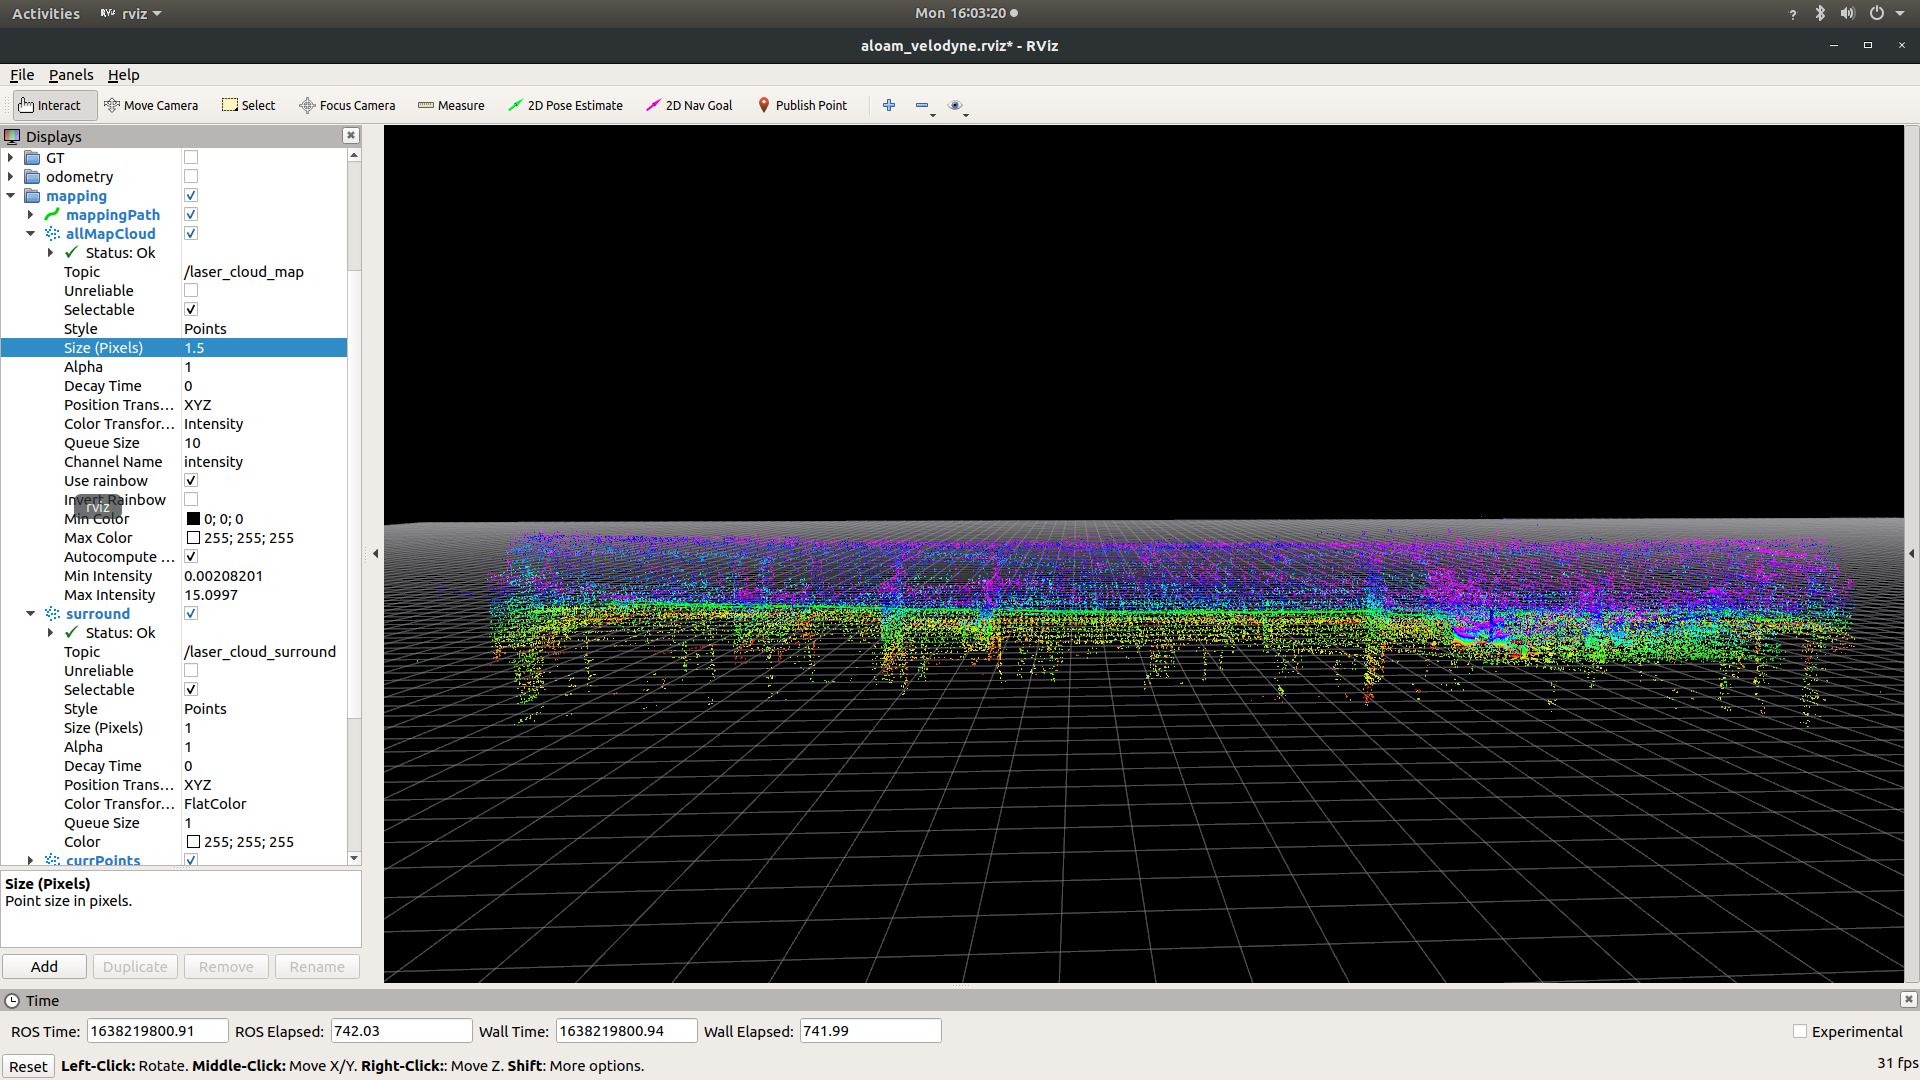 Activities rviz Mon 16:03:20
aloam_velodyne.rviz* - RViz
File Panels Help
Interact Move Camera Select Focus Camera Measure 2D Pose Estimate 2D Nav Goal Publish Point
Displays
GT
odometry
mapping
mappingPath
allMapCloud
Status: Ok
Topic /laser_cloud_map
Unreliable
Selectable
Style Points
Size (Pixels) 1.5
Alpha 1
Decay Time 0
Position Trans... XYZ
Color Transfor... Intensity
Queue Size 10
Channel Name intensity
Use rainbow
Invert Rainbow
rviz
Min Color 0; 0; 0
Max Color 255; 255; 255
Autocompute ...
Min Intensity 0.00208201
Max Intensity 15.0997
surround
Status: Ok
Topic /laser_cloud_surround
Unreliable
Selectable
Style Points
Size (Pixels) 1
Alpha 1
Decay Time 0
Position Trans... XYZ
Color Transfor... FlatColor
Queue Size 1
Color 255; 255; 255
currPoints
Size (Pixels)
Point size in pixels.
Add Duplicate Remove Rename
Time
ROS Time: 1638219800.91 ROS Elapsed: 742.03 Wall Time: 1638219800.94 Wall Elapsed: 741.99 Experimental
Reset Left-Click: Rotate. Middle-Click: Move X/Y. Right-Click:: Move Z. Shift: More options. 31 fps